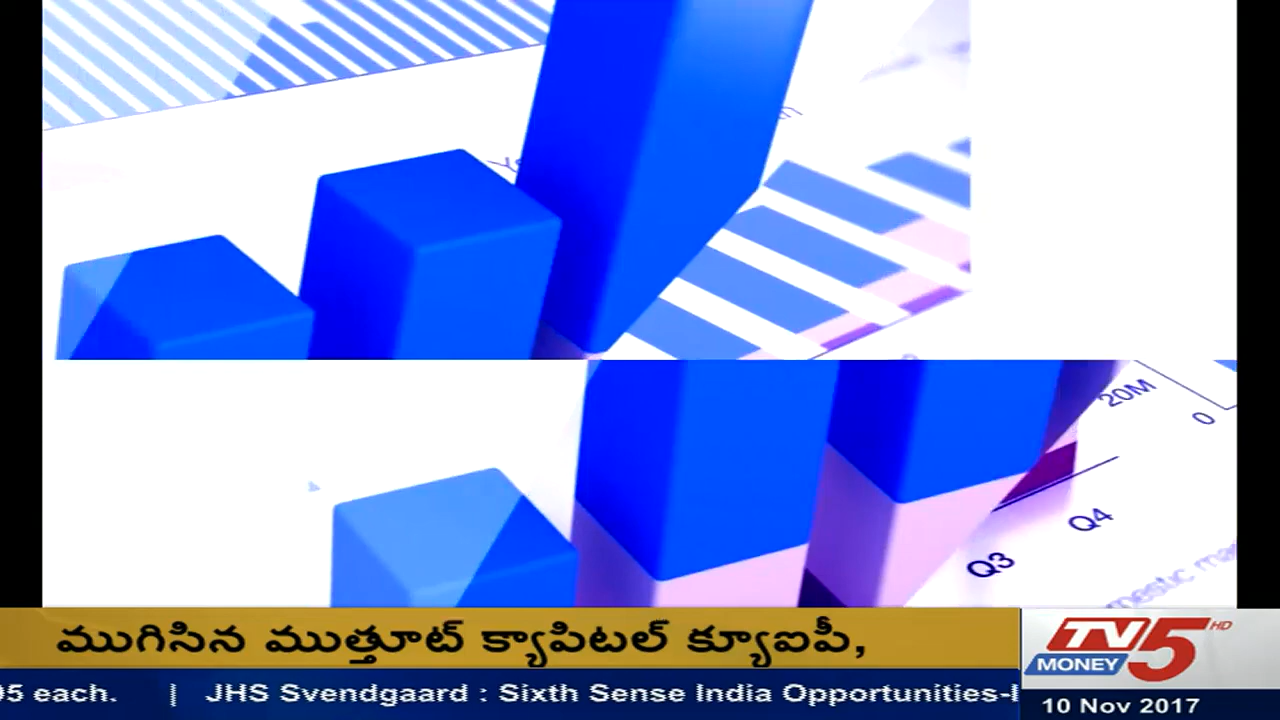 20M
0
Q4
Q3
ముగిసిన ముత్తూట్ క్యాపిటల్ క్యూఐపీ,
TV5 HD
MONEY
95 each. | JHS Svendgaard : Sixth Sense India Opportunities-I
10 Nov 2017